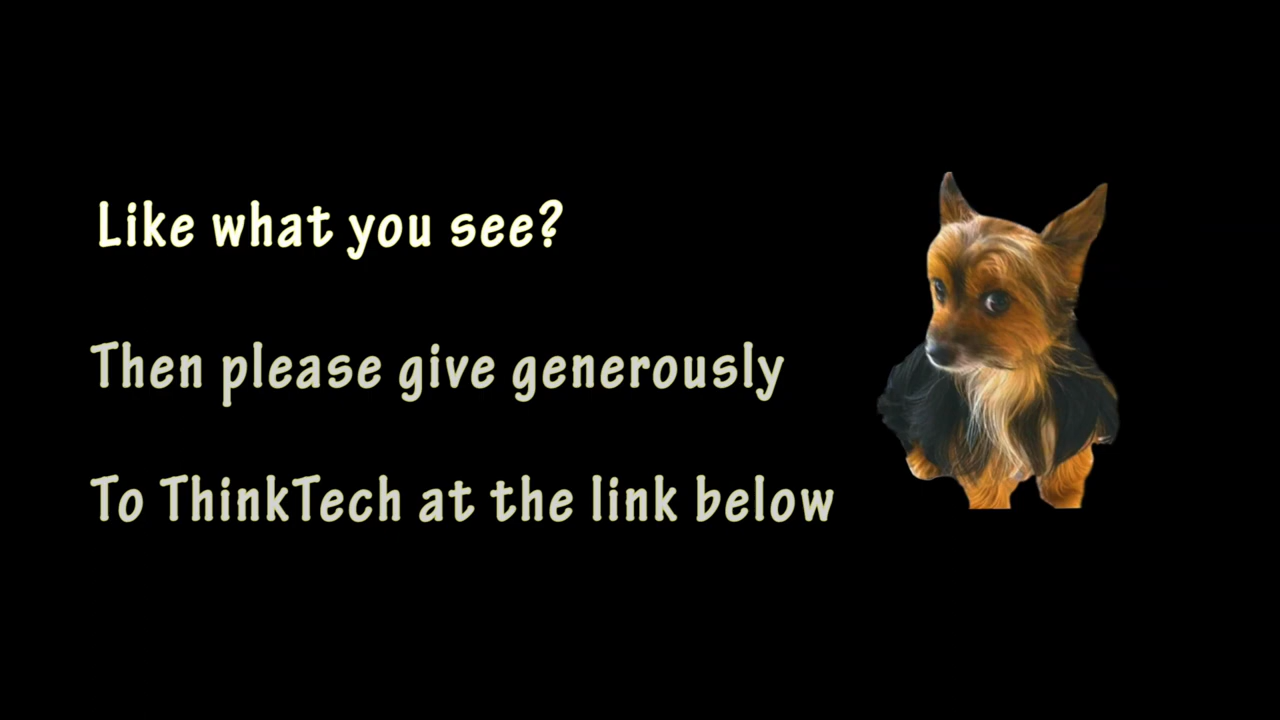 Like what you see?
Then please give generously
To ThinkTech at the link below